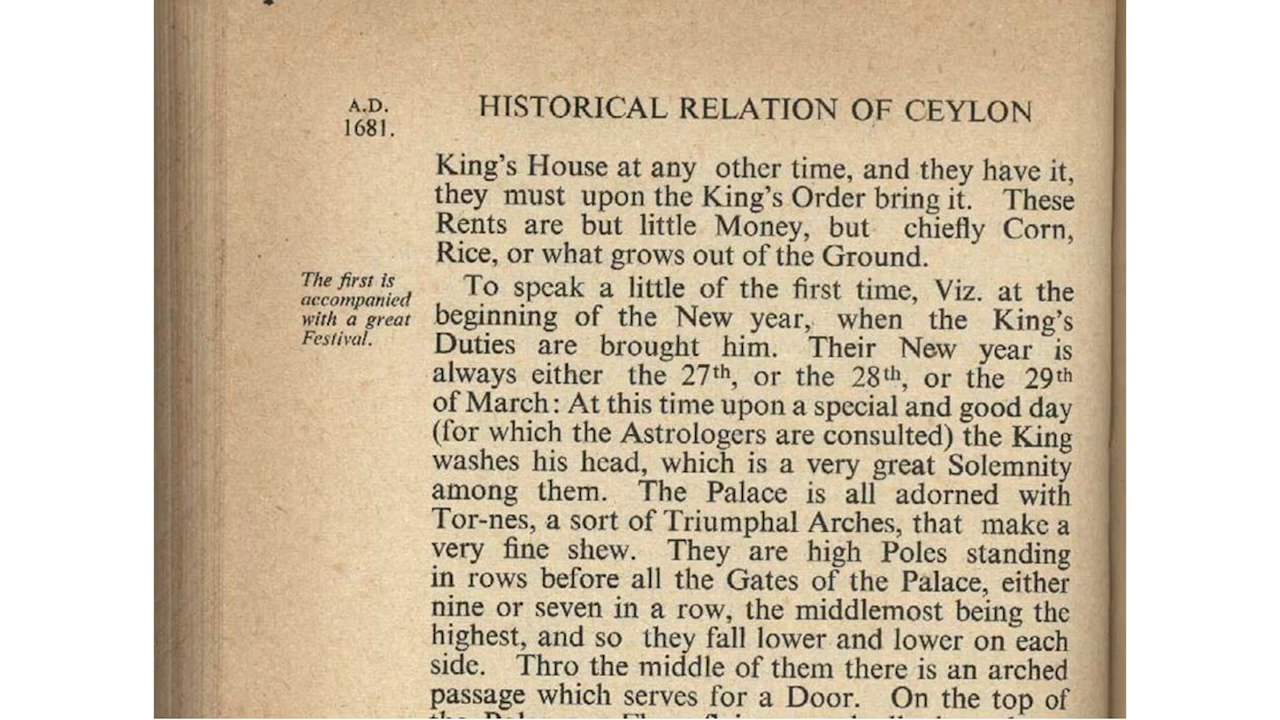 A.D.
1681.
HISTORICAL RELATION OF CEYLON
King's House at any other time, and they have it,
they must upon the King's Order bring it. These
Rents are but little Money, but chiefly Corn,
Rice, or what grows out of the Ground.
The first is
accompanied
with a great
Festival.
To speak a little of the first time, Viz. at the
beginning of the New year, when the King's
Duties are brought him. Their New year is
always either the 27th, or the 28th, or the 29th
of March: At this time upon a special and good day
(for which the Astrologers are consulted) the King
washes his head, which is a very great Solemnity
among them. The Palace is all adorned with
Tor-nes, a sort of Triumphal Arches, that make a
very fine shew. They are high Poles standing
in rows before all the Gates of the Palace, either
nine or seven in a row, the middlemost being the
highest, and so they fall lower and lower on each
side. Thro the middle of them there is an arched
passage which serves for a Door. On the top of